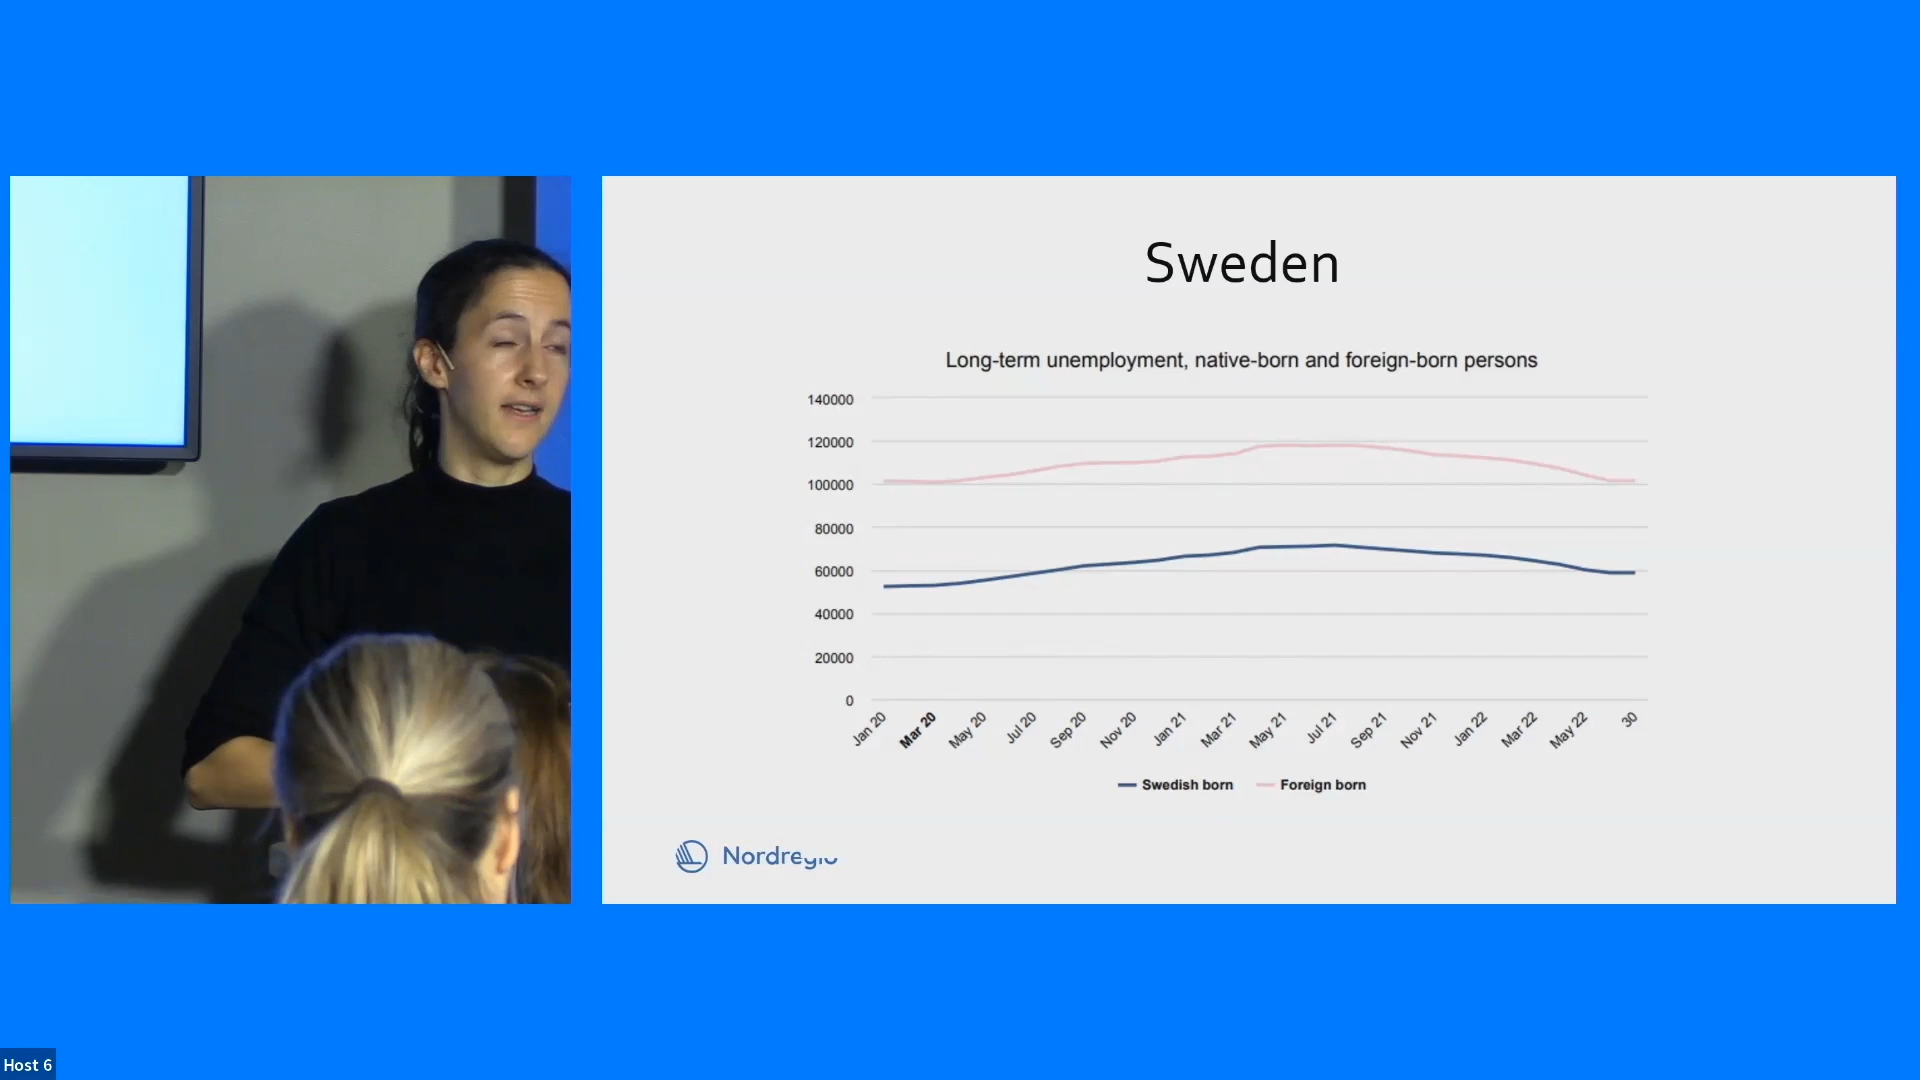 Sweden
Long-term unemployment, native-born and foreign-born persons
140000
120000
100000
80000
60000
40000
20000
0
Jan 20 Mar 20 May 20 Jul 20 Sep 20 Nov 20 Jan 21 Mar 21 May 21 Jul 21 Sep 21 Nov 21 Jan 22 Mar 22 May 22 30
Swedish born Foreign born
Nordregio
Host 6